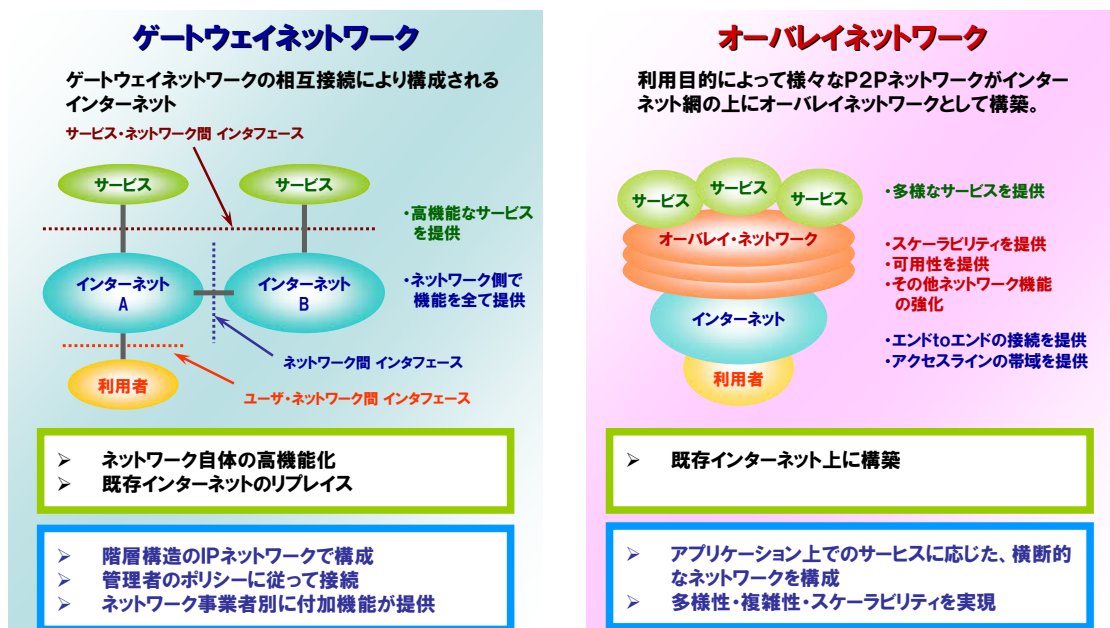 ゲートウェイネットワーク
ゲートウェイネットワークの相互接続により構成される
インターネット
サービス・ネットワーク間 インタフェース
サービス
サービス
・高機能なサービス
を提供
インターネット
A
インターネット
B
・ネットワーク側で
機能を全て提供
ネットワーク間 インタフェース
利用者
ユーザ・ネットワーク間 インタフェース
➢ ネットワーク自体の高機能化
➢ 既存インターネットのリプレイス
➢ 階層構造のIPネットワークで構成
➢ 管理者のポリシーに従って接続
➢ ネットワーク事業者別に付加機能が提供
オーバレイネットワーク
利用目的によって様々なP2Pネットワークがインター
ネット網の上にオーバレイネットワークとして構築。
サービス
サービス
サービス
・多様なサービスを提供
オーバレイ・ネットワーク
・スケーラビリティを提供
・可用性を提供
・その他ネットワーク機能
の強化
インターネット
・エンドtoエンドの接続を提供
・アクセスラインの帯域を提供
利用者
➢ 既存インターネット上に構築
➢ アプリケーション上でのサービスに応じた、横断的
なネットワークを構成
➢ 多様性・複雑性・スケーラビリティを実現